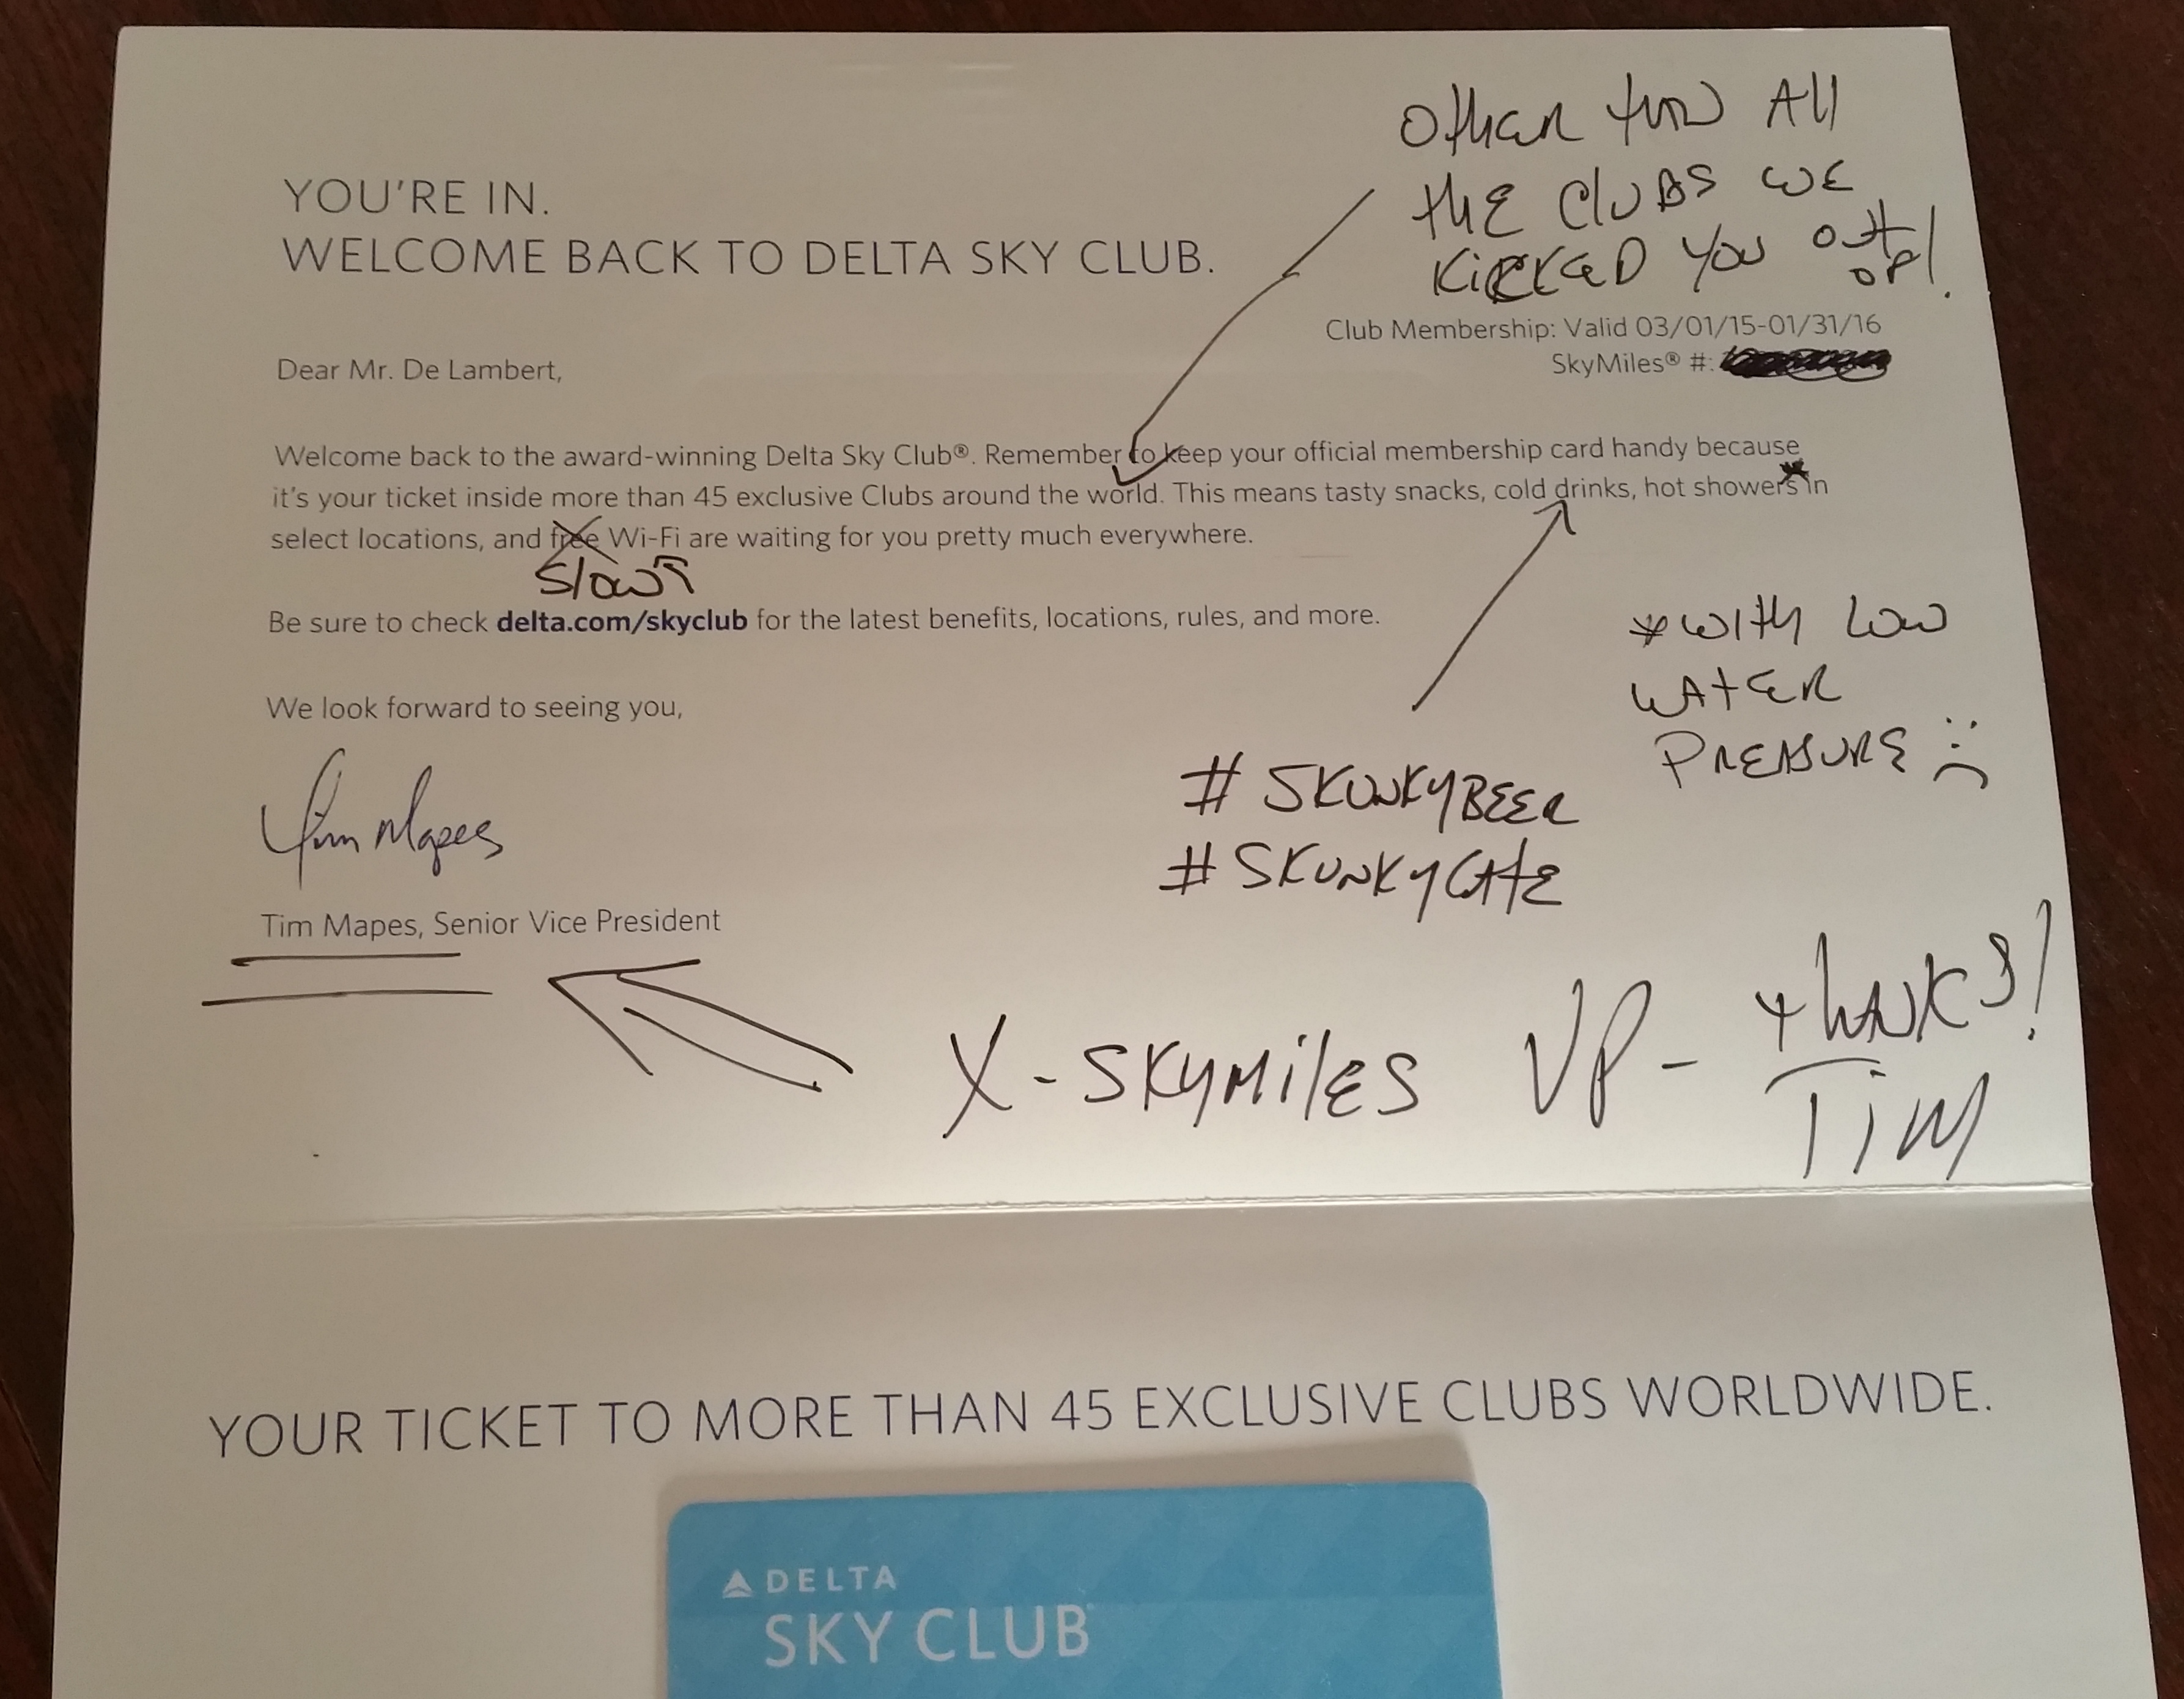 Other than All
the Clubs we
Kicked you out
of!
YOU'RE IN.
WELCOME BACK TO DELTA SKY CLUB.
Club Membership: Valid 03/01/15-01/31/16
SkyMiles® #:
Dear Mr. De Lambert,
Welcome back to the award-winning Delta Sky Club®. Remember to keep your official membership card handy because
it's your ticket inside more than 45 exclusive Clubs around the world. This means tasty snacks, cold drinks, hot showers* in
select locations, and free Wi-Fi are waiting for you pretty much everywhere.
Slow
Be sure to check delta.com/skyclub for the latest benefits, locations, rules, and more.
*With Low
Water
Pressure :(
We look forward to seeing you,
Tim Mapes
#SkunkyBeer
#Skunky
Tim Mapes, Senior Vice President
X-Skymiles VP - thanks!
Tim
YOUR TICKET TO MORE THAN 45 EXCLUSIVE CLUBS WORLDWIDE.
DELTA
SKY CLUB